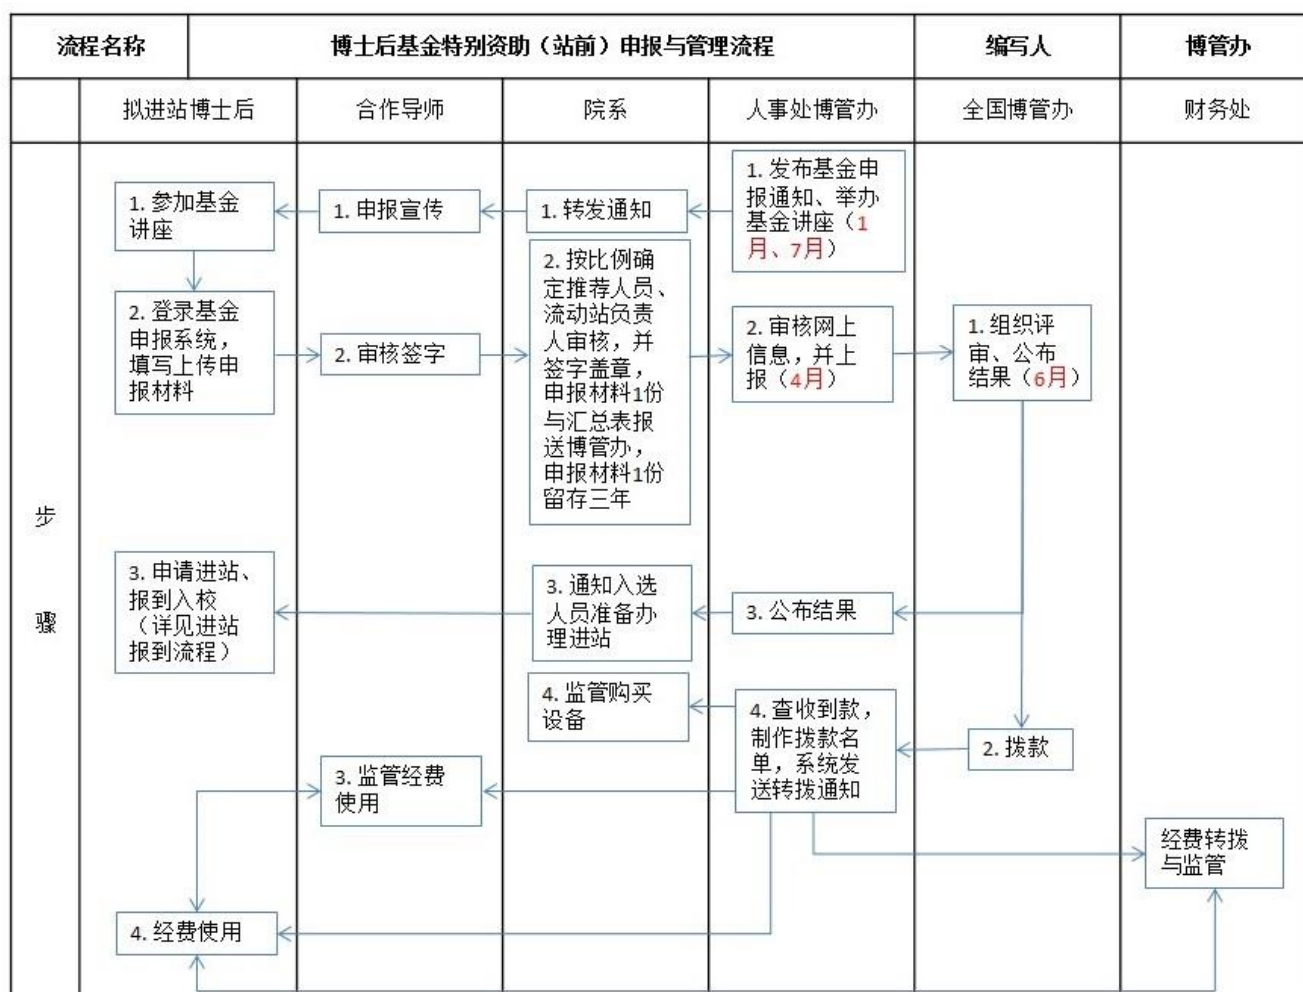 流程名称
博士后基金特别资助（站前）申报与管理流程
编写人
博管办
拟进站博士后
合作导师
院系
人事处博管办
全国博管办
财务处
步
骤
1. 发布基金申
报通知、举办
基金讲座（1
月、7月）
1. 转发通知
1. 申报宣传
1. 参加基金
讲座
2. 登录基金
申报系统，
填写上传申
报材料
2. 审核签字
2. 按比例确
定推荐人员、
流动站负责
人审核，并
签字盖章，
申报材料1份
与汇总表报
送博管办，
申报材料1份
留存三年
2. 审核网上
信息，并上
报（4月）
1. 组织评
审、公布
结果（6月）
3. 申请进站、
报到入校
（详见进站
报到流程）
3. 通知入选
人员准备办
理进站
3. 公布结果
4. 监管购买
设备
4. 查收到款，
制作拨款名
单，系统发
送转拨通知
2. 拨款
3. 监管经费
使用
经费转拨
与监管
4. 经费使用